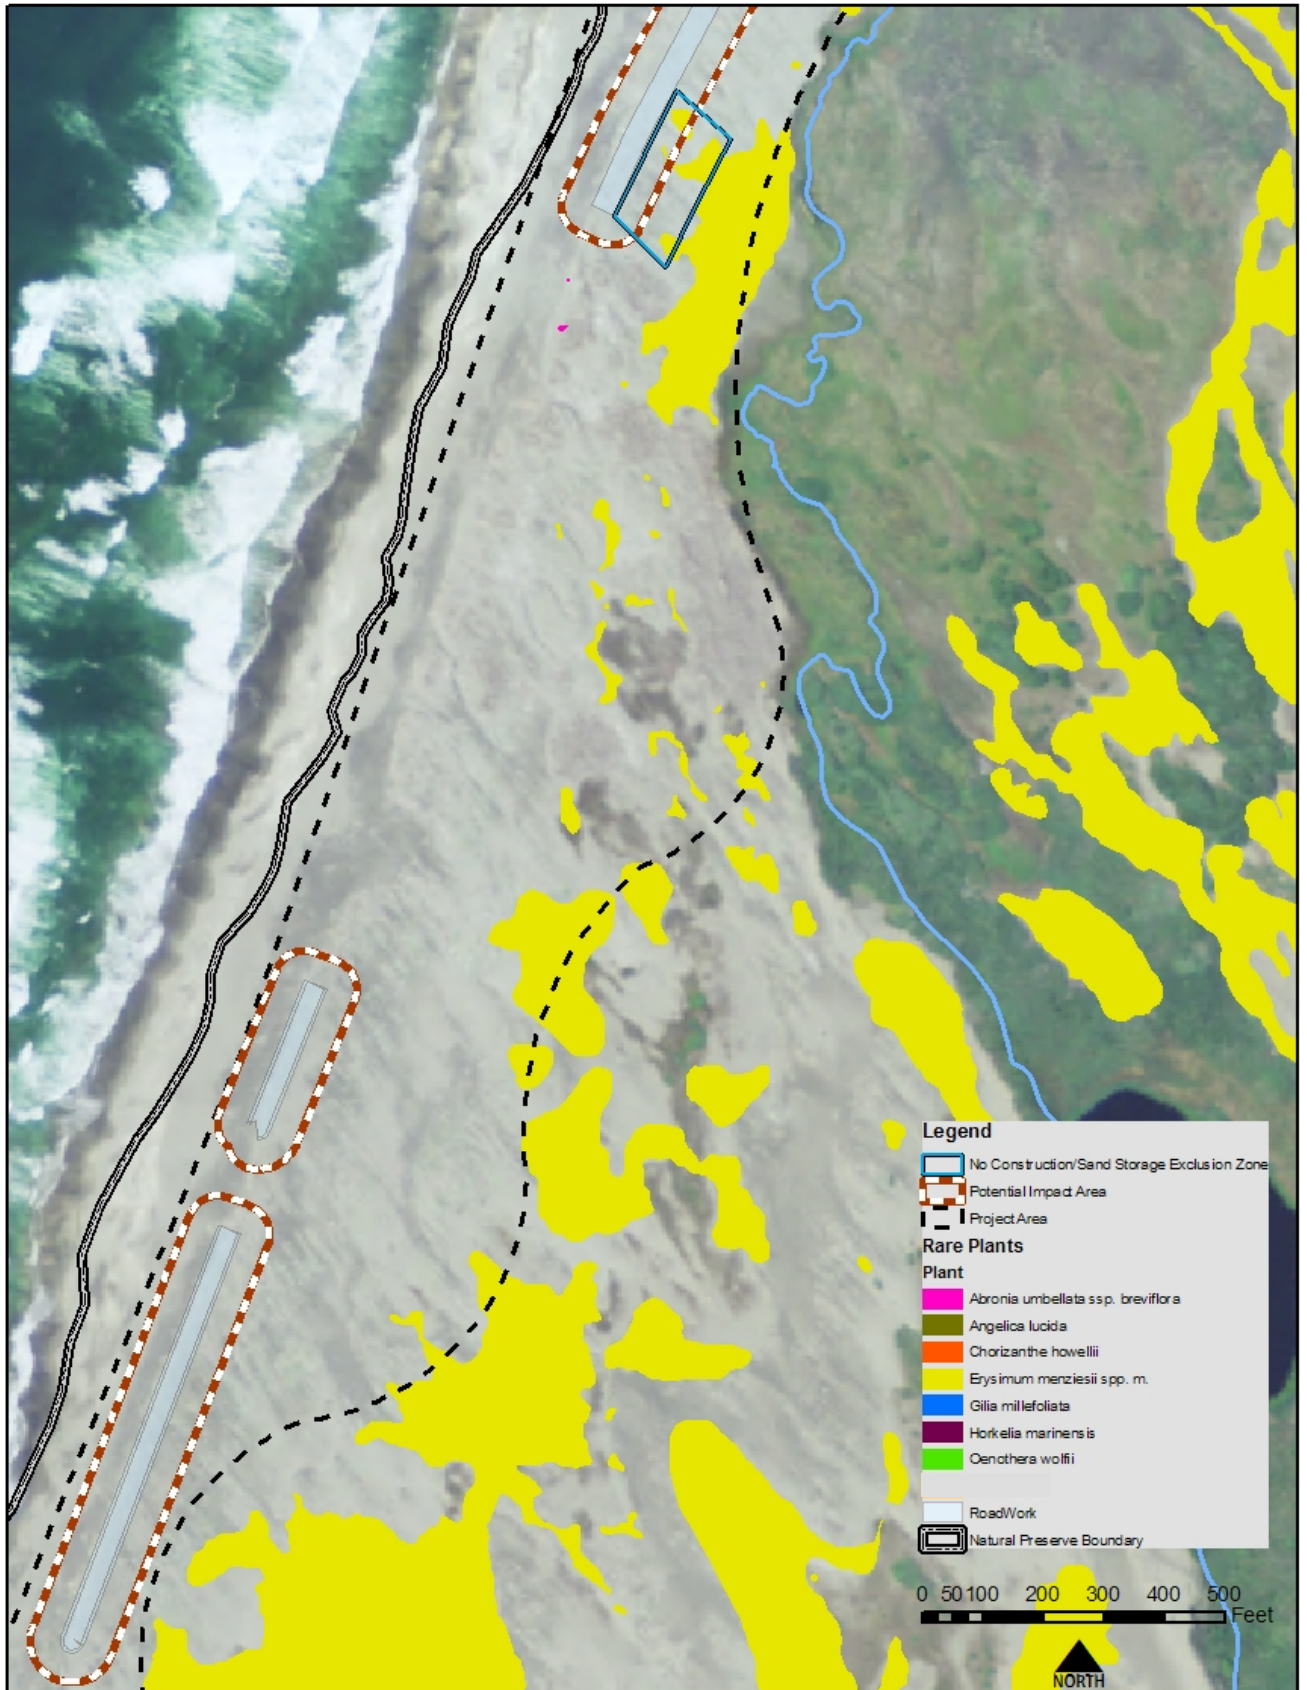 Legend
No Construction/Sand Storage Exclusion Zone
Potential Impact Area
Project Area
Rare Plants
Plant
Abronia umbellata ssp. breviflora
Angelica lucida
Chorizanthe howellii
Erysimum menziesii spp. m.
Gilia millefoliata
Horkelia marinensis
Oenothera wolfii
RoadWork
Natural Preserve Boundary
0 50 100 200 300 400 500
Feet
NORTH